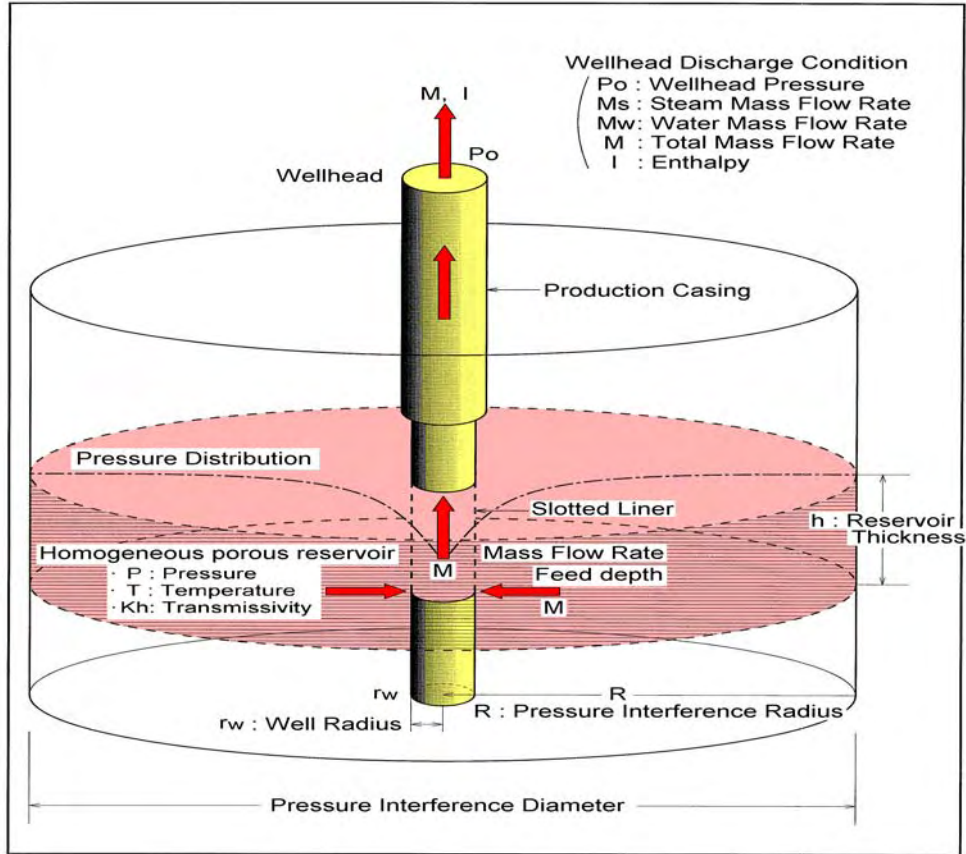 Wellhead Discharge Condition
Po : Wellhead Pressure
Ms : Steam Mass Flow Rate
Mw: Water Mass Flow Rate
M : Total Mass Flow Rate
I : Enthalpy
M, I
Po
Wellhead
Production Casing
Pressure Distribution
Slotted Liner
h : Reservoir
Thickness
Homogeneous porous reservoir
· P : Pressure
· T : Temperature
· Kh: Transmissivity
M
Mass Flow Rate
Feed depth
M
rw
R
rw : Well Radius
R : Pressure Interference Radius
Pressure Interference Diameter